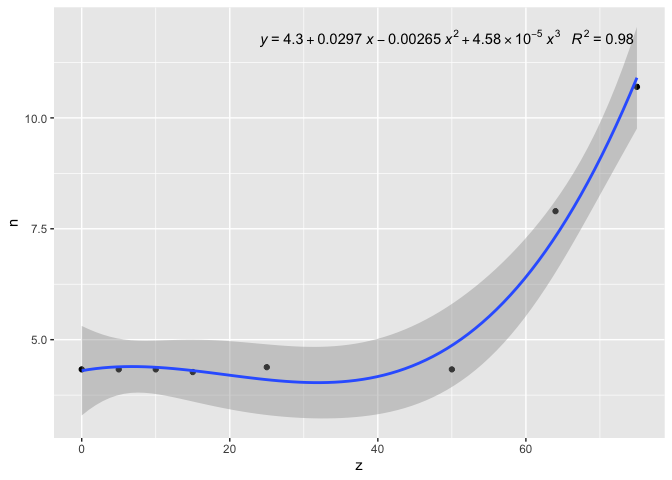 y = 4.3 + 0.0297 x − 0.00265 x² + 4.58 × 10⁻⁵ x³ R² = 0.98
10.0
7.5
5.0
n
0 20 40 60
z